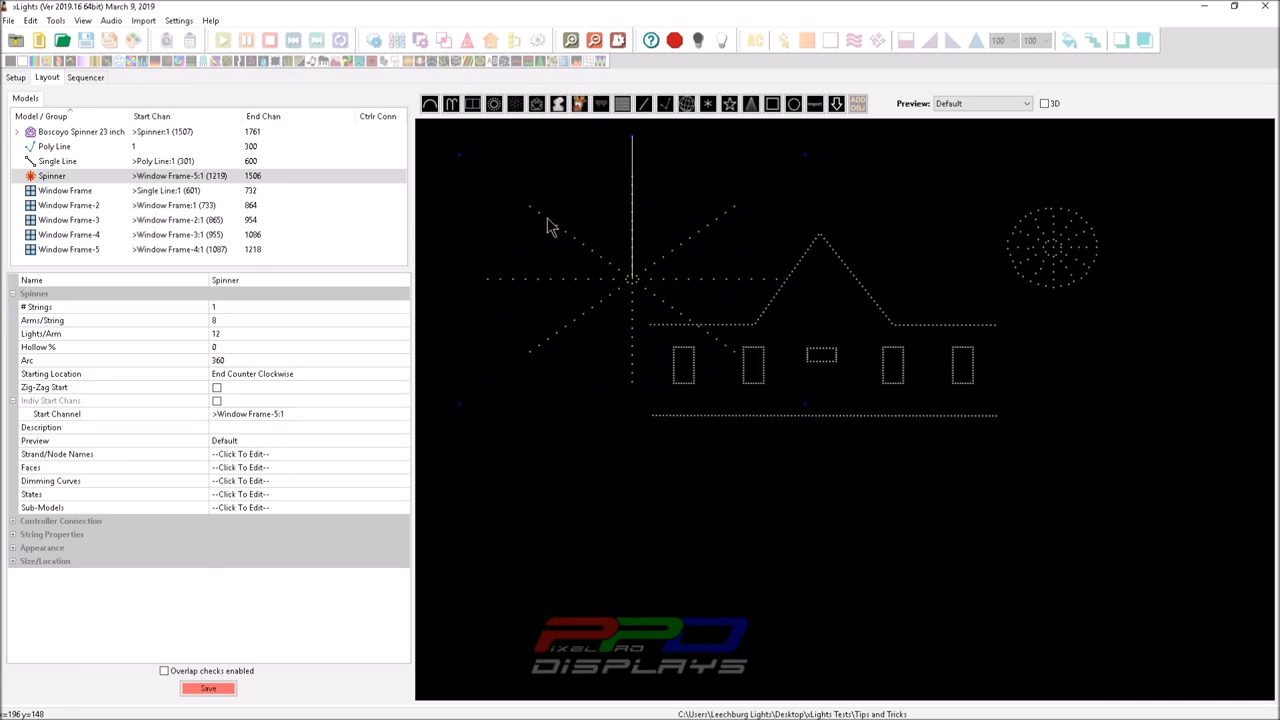 xLights (Ver 2019.16 64bit) March 9, 2019
File Edit Tools View Audio Import Settings Help
100 100
Setup Layout Sequencer
Models
Preview: Default 3D
ADD OBJ
Import
Model / Group Start Chan End Chan Ctrlr Conn
Boscoyo Spinner 23 inch >Spinner:1 (1507) 1761
Poly Line 1 300
Single Line >Poly Line:1 (301) 600
Spinner >Window Frame-5:1 (1219) 1506
Window Frame >Single Line:1 (601) 732
Window Frame-2 >Window Frame:1 (733) 864
Window Frame-3 >Window Frame-2:1 (865) 954
Window Frame-4 >Window Frame-3:1 (955) 1086
Window Frame-5 >Window Frame-4:1 (1087) 1218
Name Spinner
Spinner
# Strings 1
Arms/String 8
Lights/Arm 12
Hollow % 0
Arc 360
Starting Location End Counter Clockwise
Zig-Zag Start
Indiv Start Chans
Start Channel >Window Frame-5:1
Description
Preview Default
Strand/Node Names --Click To Edit--
Faces --Click To Edit--
Dimming Curves --Click To Edit--
States --Click To Edit--
Sub-Models --Click To Edit--
Controller Connection
String Properties
Appearance
Size/Location
Overlap checks enabled
Save
PPD
PIXEL PRO
DISPLAYS
x=196 y=148 C:\Users\Leechburg Lights\Desktop\xLights Tests\Tips and Tricks